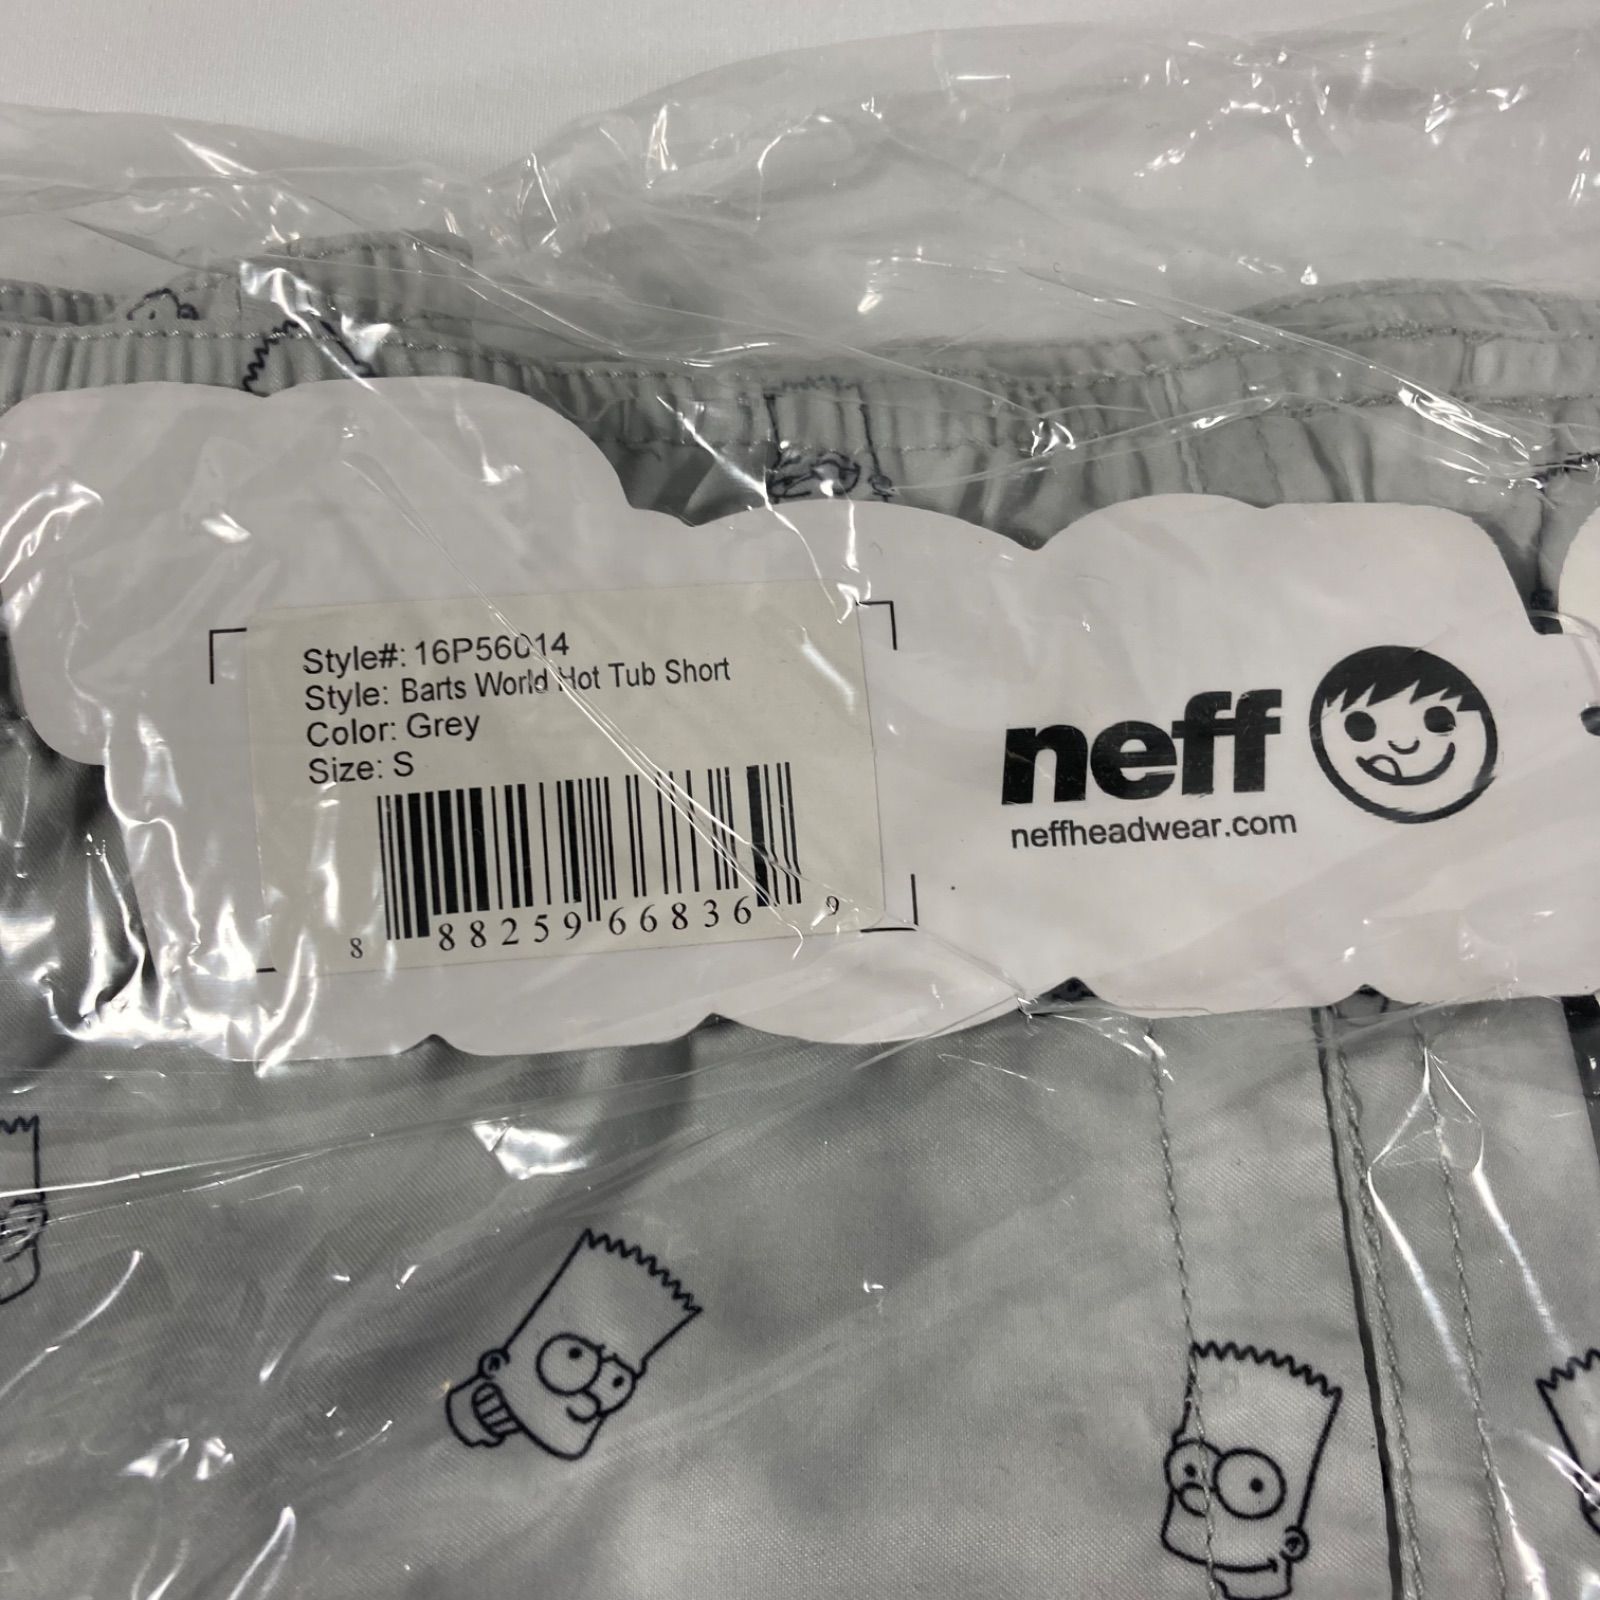 Style#: 16P56014
Style: Barts World Hot Tub Short
Color: Grey
Size: S
8 88259 66836 9
neff
neffheadwear.com